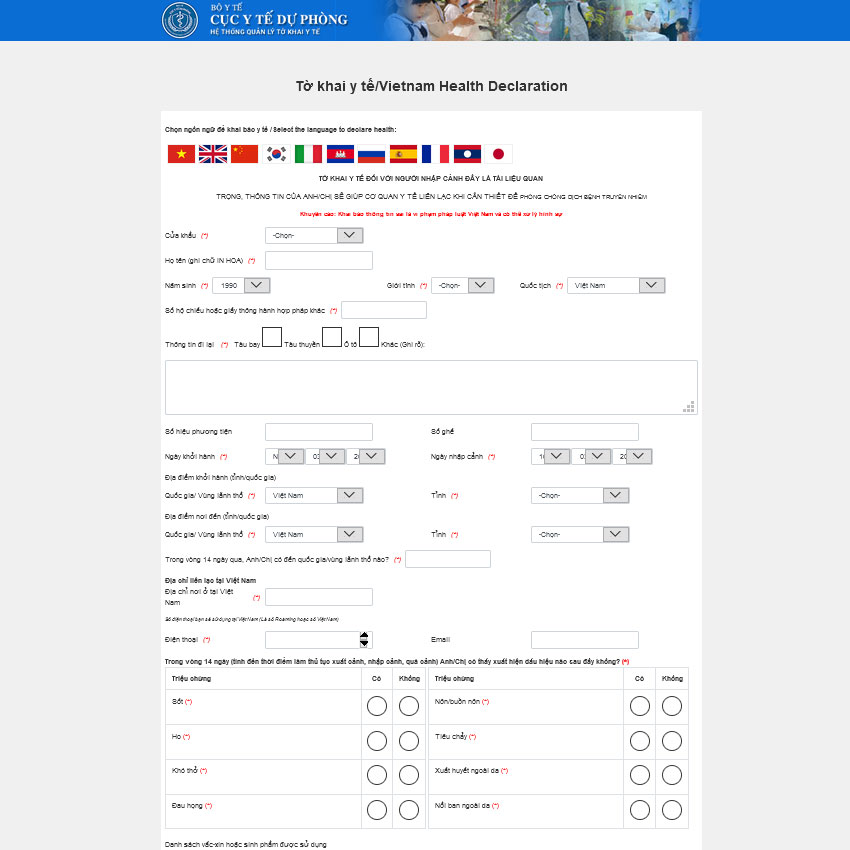 BỘ Y TẾ
CỤC Y TẾ DỰ PHÒNG
HỆ THỐNG QUẢN LÝ TỜ KHAI Y TẾ
Tờ khai y tế/Vietnam Health Declaration
Chọn ngôn ngữ để khai báo y tế / Select the language to declare health:
TỜ KHAI Y TẾ ĐỐI VỚI NGƯỜI NHẬP CẢNH ĐÂY LÀ TÀI LIỆU QUAN
TRỌNG, THÔNG TIN CỦA ANH/CHỊ SẼ GIÚP CƠ QUAN Y TẾ LIÊN LẠC KHI CẦN THIẾT ĐỂ PHÒNG CHỐNG DỊCH BỆNH TRUYỀN NHIỄM
Khuyến cáo: Khai báo thông tin sai là vi phạm pháp luật Việt Nam và có thể xử lý hình sự
Cửa khẩu (*) -Chọn-
Họ tên (ghi chữ IN HOA) (*)
Năm sinh (*) 1990 Giới tính (*) -Chọn- Quốc tịch (*) Việt Nam
Số hộ chiếu hoặc giấy thông hành hợp pháp khác (*)
Thông tin đi lại (*) Tàu bay Tàu thuyền Ô tô Khác (Ghi rõ):
Số hiệu phương tiện Số ghế
Ngày khởi hành (*) Ngày nhập cảnh (*)
Địa điểm khởi hành (tỉnh/quốc gia)
Quốc gia/ Vùng lãnh thổ (*) Việt Nam Tỉnh (*) -Chọn-
Địa điểm nơi đến (tỉnh/quốc gia)
Quốc gia/ Vùng lãnh thổ (*) Việt Nam Tỉnh (*) -Chọn-
Trong vòng 14 ngày qua, Anh/Chị có đến quốc gia/vùng lãnh thổ nào? (*)
Địa chỉ liên lạc tại Việt Nam
Địa chỉ nơi ở tại Việt
Nam (*)
Số điện thoại bạn sẽ sử dụng tại Việt Nam (Là số Roaming hoặc số Việt Nam)
Điện thoại (*) Email
Trong vòng 14 ngày (tính đến thời điểm làm thủ tục xuất cảnh, nhập cảnh, quá cảnh) Anh/Chị có thấy xuất hiện dấu hiệu nào sau đây không? (*)
Triệu chứng Có Không Triệu chứng Có Không
Sốt (*) Nôn/buồn nôn (*)
Ho (*) Tiêu chảy (*)
Khó thở (*) Xuất huyết ngoài da (*)
Đau họng (*) Nổi ban ngoài da (*)
Danh sách vắc-xin hoặc sinh phẩm được sử dụng